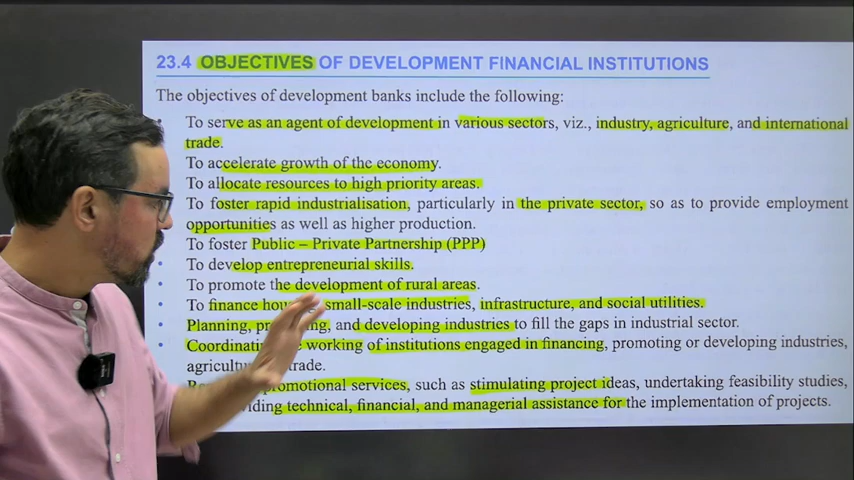 23.4 OBJECTIVES OF DEVELOPMENT FINANCIAL INSTITUTIONS
The objectives of development banks include the following:
• To serve as an agent of development in various sectors, viz., industry, agriculture, and international
trade.
To accelerate growth of the economy.
To allocate resources to high priority areas.
To foster rapid industrialisation, particularly in the private sector, so as to provide employment
opportunities as well as higher production.
To foster Public – Private Partnership (PPP)
• To develop entrepreneurial skills.
• To promote the development of rural areas.
• To finance small-scale industries, infrastructure, and social utilities.
• Planning, and developing industries to fill the gaps in industrial sector.
• working of institutions engaged in financing, promoting or developing industries,
trade.
promotional services, such as stimulating project ideas, undertaking feasibility studies,
technical, financial, and managerial assistance for the implementation of projects.